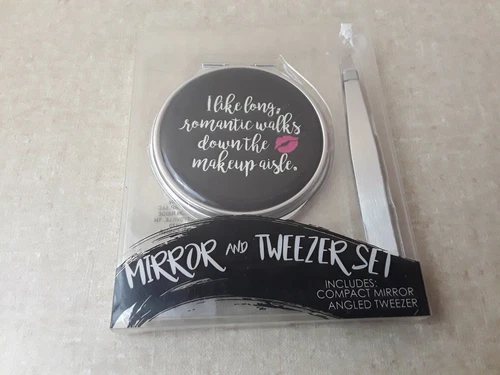 I like long,
romantic walks
down the
makeup aisle.
MIRROR AND TWEEZER SET
INCLUDES:
COMPACT MIRROR
ANGLED TWEEZER